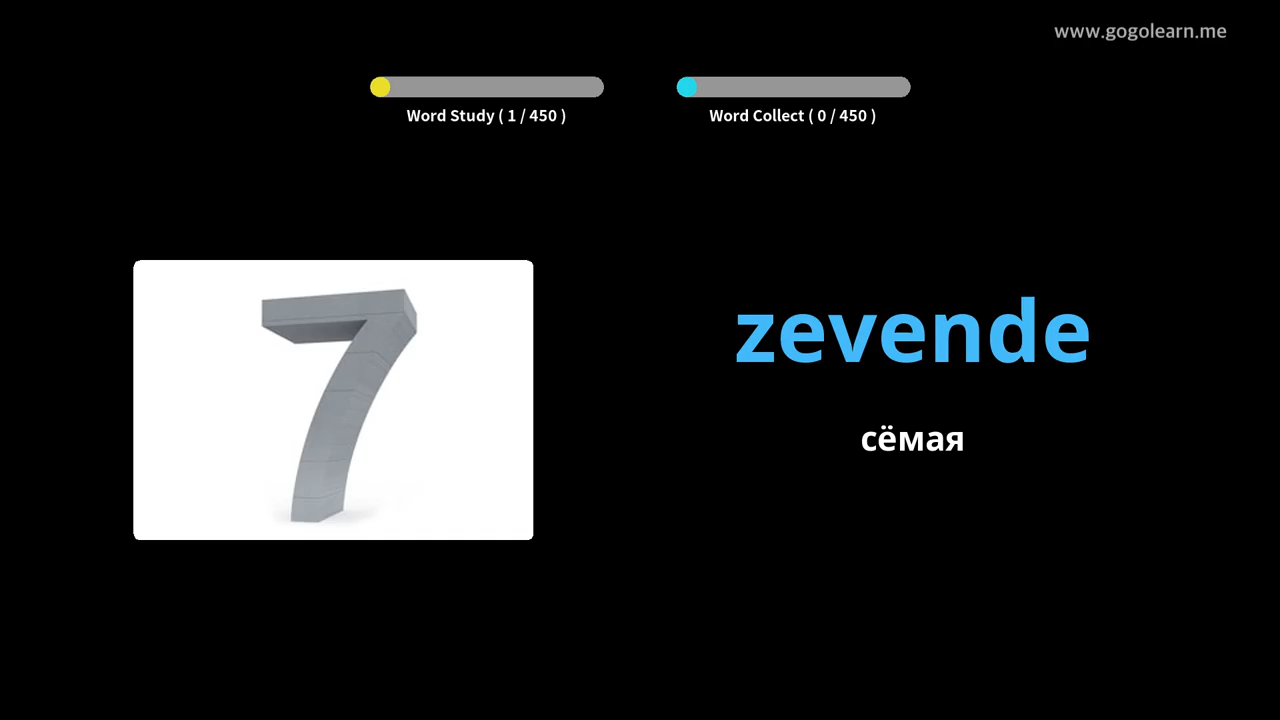 www.gogolearn.me
Word Study ( 1 / 450 )
Word Collect ( 0 / 450 )
7
zevende
сёмая